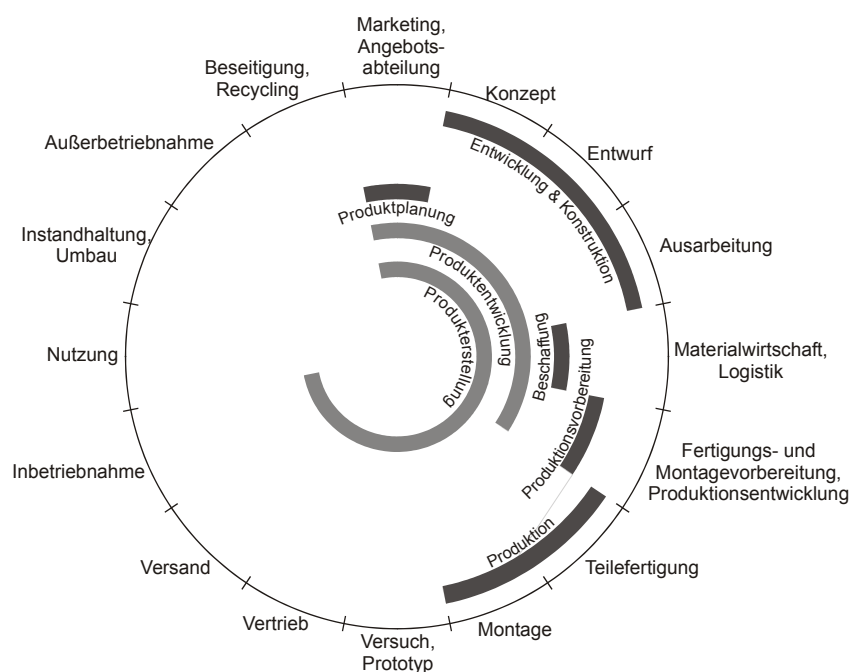 Marketing,
Angebots-
abteilung
Konzept
Entwurf
Ausarbeitung
Materialwirtschaft,
Logistik
Fertigungs- und
Montagevorbereitung,
Produktionsentwicklung
Teilefertigung
Montage
Versuch,
Prototyp
Vertrieb
Versand
Inbetriebnahme
Nutzung
Instandhaltung,
Umbau
Außerbetriebnahme
Beseitigung,
Recycling
Entwicklung & Konstruktion
Produktplanung
Produktentwicklung
Produkterstellung
Beschaffung
Produktionsvorbereitung
Produktion